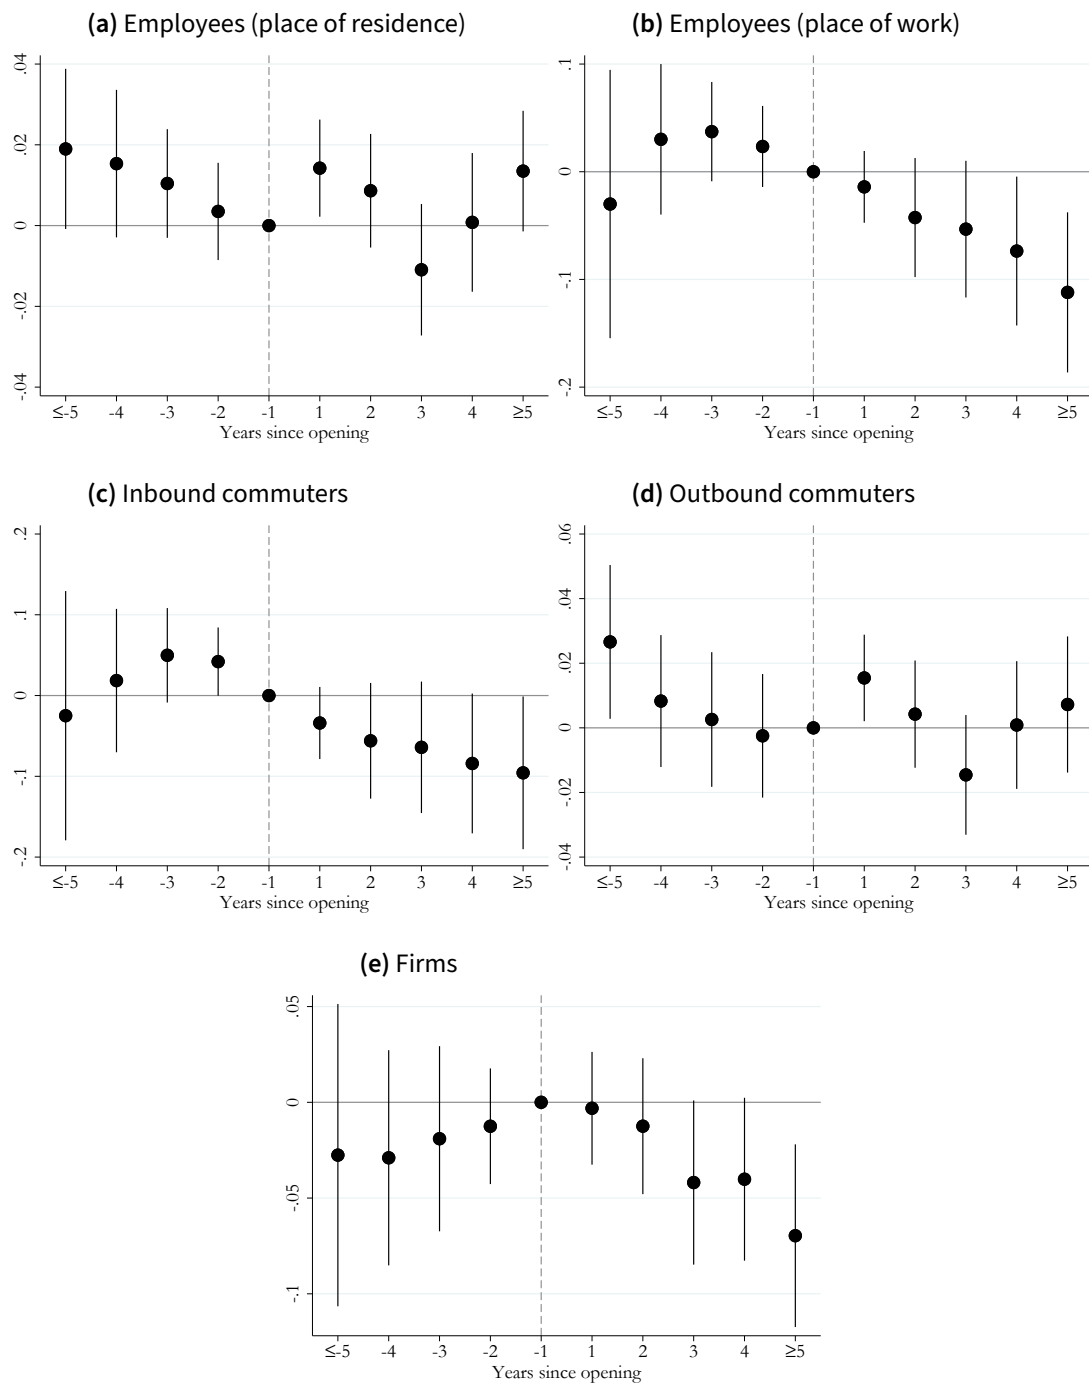 (a) Employees (place of residence)
.04
.02
0
-.02
-.04
≤-5 -4 -3 -2 -1 1 2 3 4 ≥5
Years since opening
(b) Employees (place of work)
.1
0
-.1
-.2
≤-5 -4 -3 -2 -1 1 2 3 4 ≥5
Years since opening
(c) Inbound commuters
.2
.1
0
-.1
-.2
≤-5 -4 -3 -2 -1 1 2 3 4 ≥5
Years since opening
(d) Outbound commuters
.06
.04
.02
0
-.02
-.04
≤-5 -4 -3 -2 -1 1 2 3 4 ≥5
Years since opening
(e) Firms
.05
0
-.05
-.1
≤-5 -4 -3 -2 -1 1 2 3 4 ≥5
Years since opening